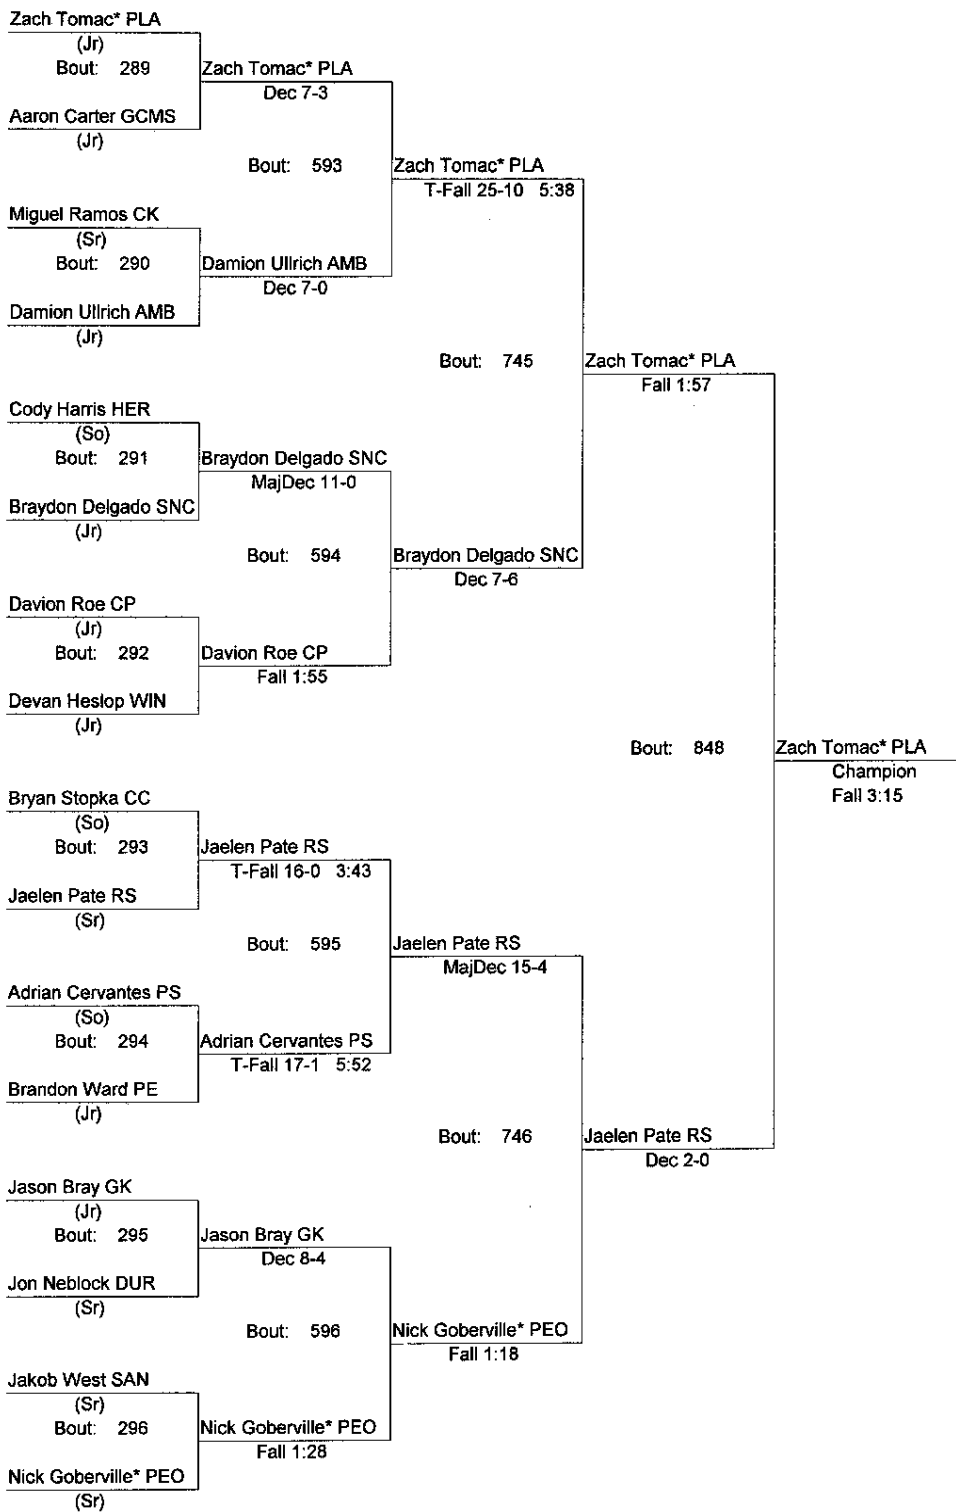 Zach Tomac* PLA
(Jr)
Bout: 289
Zach Tomac* PLA
Dec 7-3
Aaron Carter GCMS
(Jr)
Bout: 593
Zach Tomac* PLA
T-Fall 25-10 5:38
Miguel Ramos CK
(Sr)
Bout: 290
Damion Ullrich AMB
Dec 7-0
Damion Ullrich AMB
(Jr)
Bout: 745
Zach Tomac* PLA
Fall 1:57
Cody Harris HER
(So)
Bout: 291
Braydon Delgado SNC
MajDec 11-0
Braydon Delgado SNC
(Jr)
Bout: 594
Braydon Delgado SNC
Dec 7-6
Davion Roe CP
(Jr)
Bout: 292
Davion Roe CP
Fall 1:55
Devan Heslop WIN
(Jr)
Bout: 848
Zach Tomac* PLA
Champion
Fall 3:15
Bryan Stopka CC
(So)
Bout: 293
Jaelen Pate RS
T-Fall 16-0 3:43
Jaelen Pate RS
(Sr)
Bout: 595
Jaelen Pate RS
MajDec 15-4
Adrian Cervantes PS
(So)
Bout: 294
Adrian Cervantes PS
T-Fall 17-1 5:52
Brandon Ward PE
(Jr)
Bout: 746
Jaelen Pate RS
Dec 2-0
Jason Bray GK
(Jr)
Bout: 295
Jason Bray GK
Dec 8-4
Jon Neblock DUR
(Sr)
Bout: 596
Nick Goberville* PEO
Fall 1:18
Jakob West SAN
(Sr)
Bout: 296
Nick Goberville* PEO
Fall 1:28
Nick Goberville* PEO
(Sr)